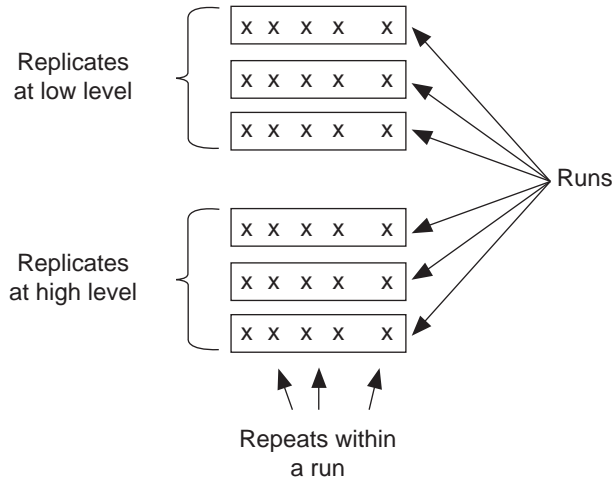 x x x x x
Replicates
at low level
x x x x x
x x x x x
Runs
x x x x x
Replicates
at high level
x x x x x
x x x x x
Repeats within
a run